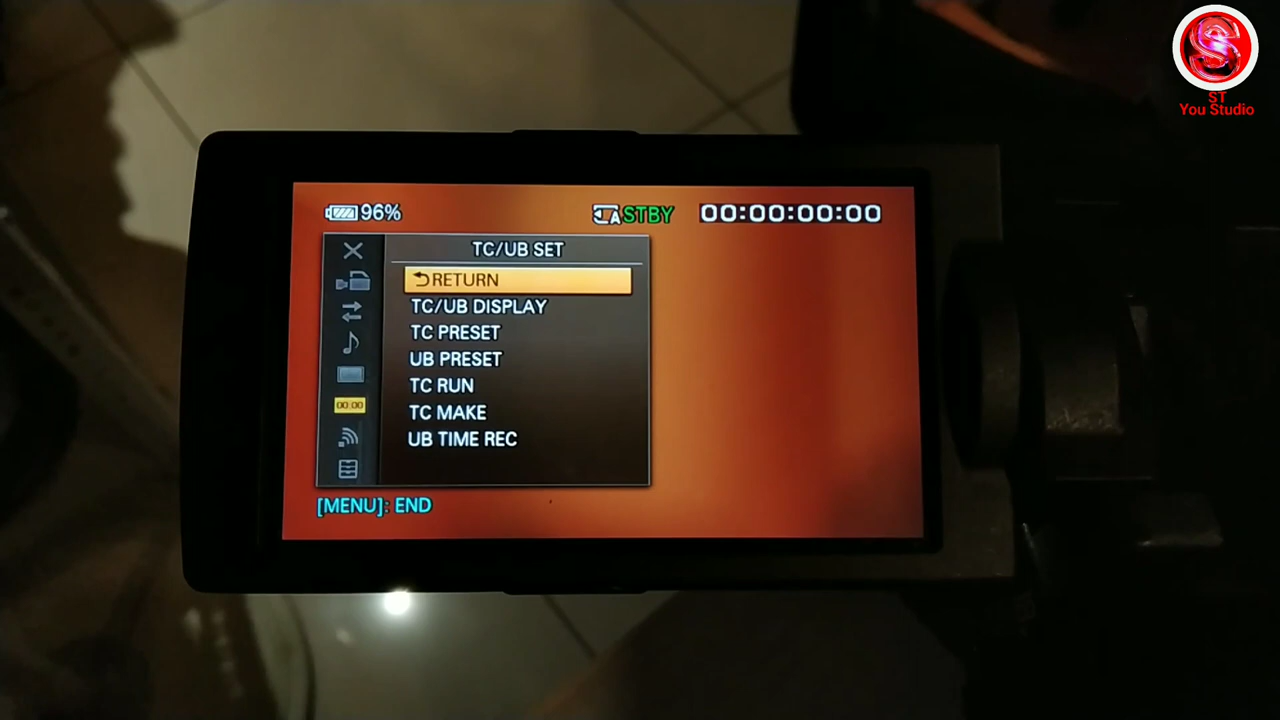 ST
You Studio
96%
A STBY 00:00:00:00
TC/UB SET
RETURN
TC/UB DISPLAY
TC PRESET
UB PRESET
TC RUN
00:00
TC MAKE
UB TIME REC
[MENU]: END